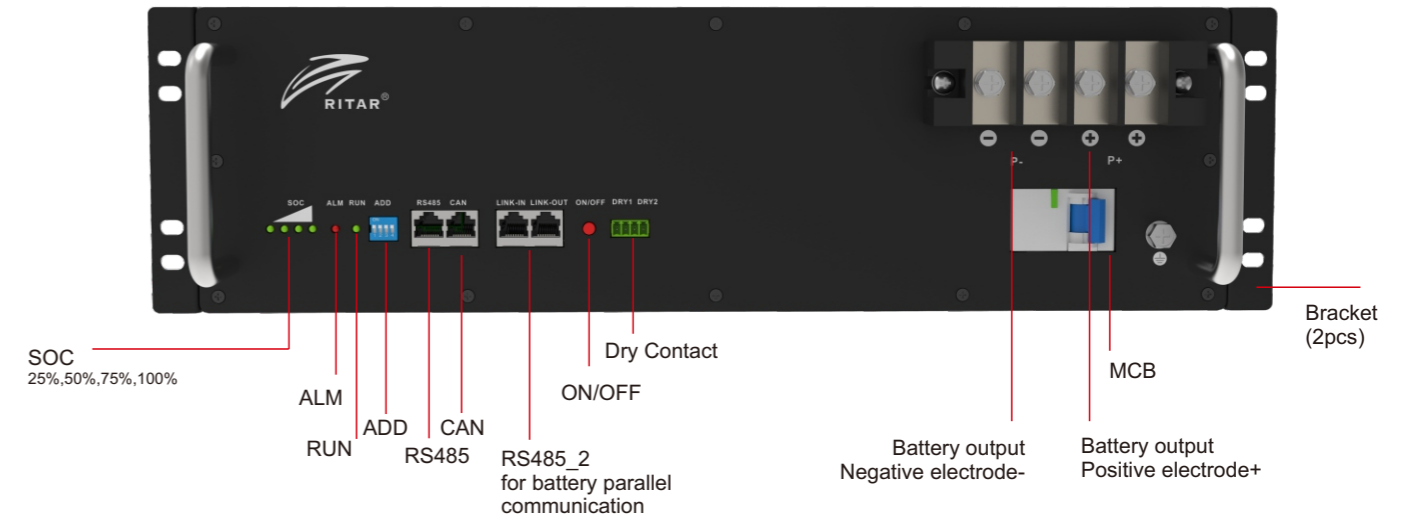 RITAR®
P-
P+
SOC
ALM RUN ADD
RS485 CAN
LINK-IN LINK-OUT
ON/OFF
DRY1 DRY2
Bracket
(2pcs)
SOC
25%,50%,75%,100%
ALM
RUN
ADD
RS485
CAN
RS485_2
for battery parallel
communication
ON/OFF
Dry Contact
MCB
Battery output
Negative electrode-
Battery output
Positive electrode+